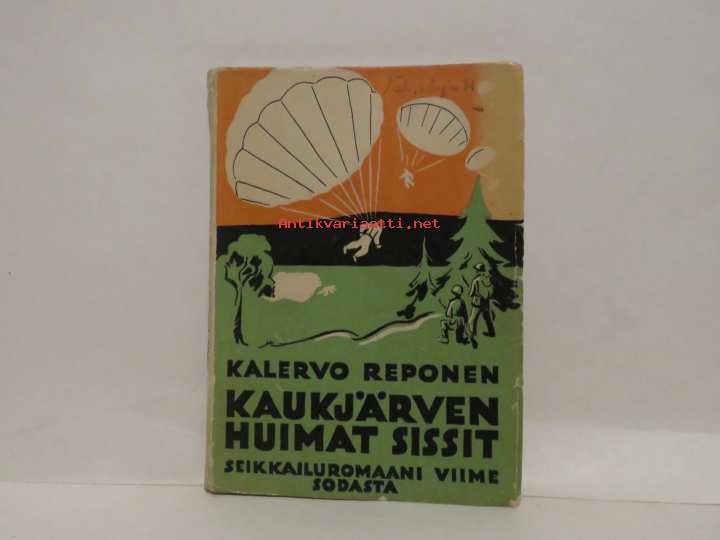 Antikvariaatti.net
KALERVO REPONEN
KAUKJÄRVEN
HUIMAT SISSIT
SEIKKAILUROMAANI VIIME
SODASTA